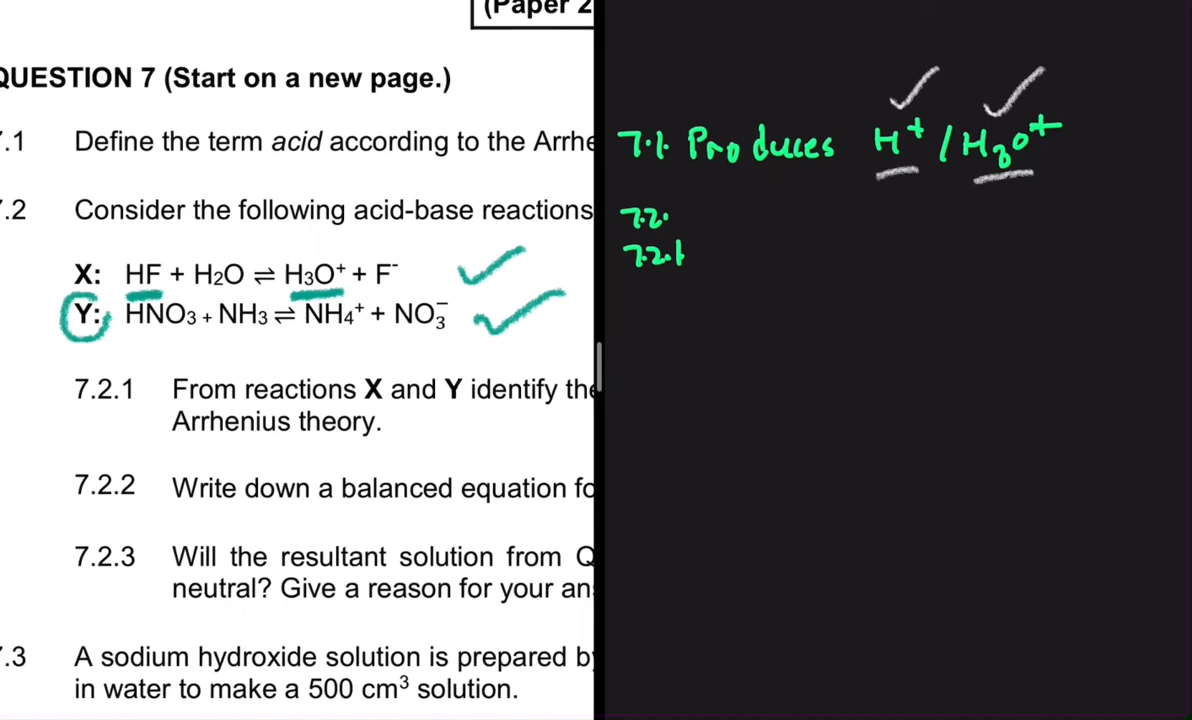 (Paper 2
QUESTION 7 (Start on a new page.)
.1 Define the term acid according to the Arrhe
.2 Consider the following acid-base reactions
X: HF + H₂O ⇌ H₃O⁺ + F⁻
Y: HNO₃ + NH₃ ⇌ NH₄⁺ + NO₃⁻
7.2.1 From reactions X and Y identify the
Arrhenius theory.
7.2.2 Write down a balanced equation fo
7.2.3 Will the resultant solution from Q
neutral? Give a reason for your an
.3 A sodium hydroxide solution is prepared by
in water to make a 500 cm³ solution.
7.1. Produces H⁺ / H₃O⁺
7.2.
7.2.1